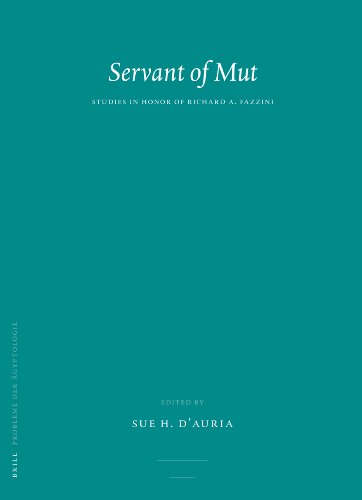 Servant of Mut
STUDIES IN HONOR OF RICHARD A. FAZZINI
EDITED BY
SUE H. D'AURIA
BRILL PROBLEME DER ÄGYPTOLOGIE